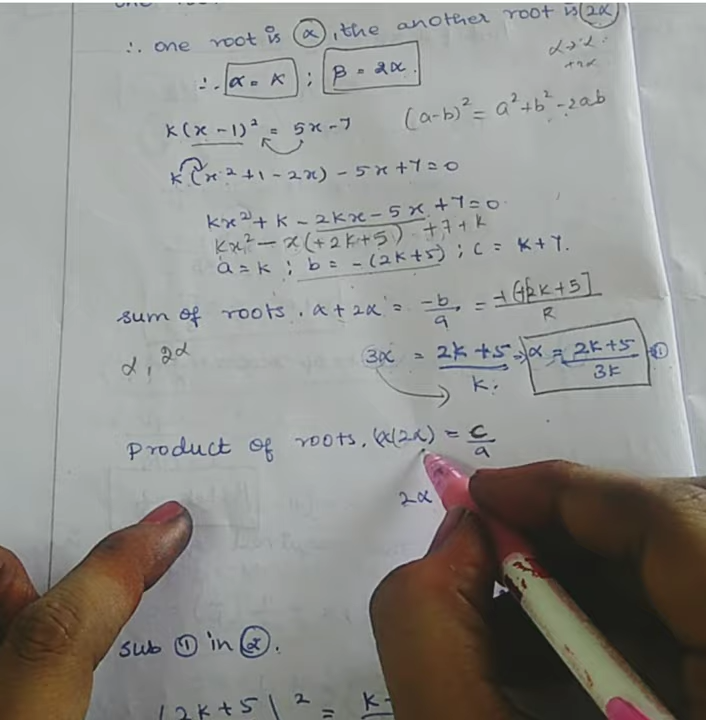 ∴ one root is α, the another root is 2α
∴ α = k ; β = 2α.
k(x - 1)² = 5x - 7
(a-b)² = a² + b² - 2ab
k(x² + 1 - 2x) - 5x + 7 = 0
kx² + k - 2kx - 5x + 7 = 0
kx² - x(+2k+5) + 7 + k
a = k ; b = -(2k+5) ; c = k + 7.
sum of roots. α + 2α = -b/a = -[-(2k+5)]/k
α, 2α
3α = 2k+5/k ⇒ α = 2k+5/3k ①
product of roots. α(2α) = c/a
2α
sub ① in ②.
(2k+5)² = k